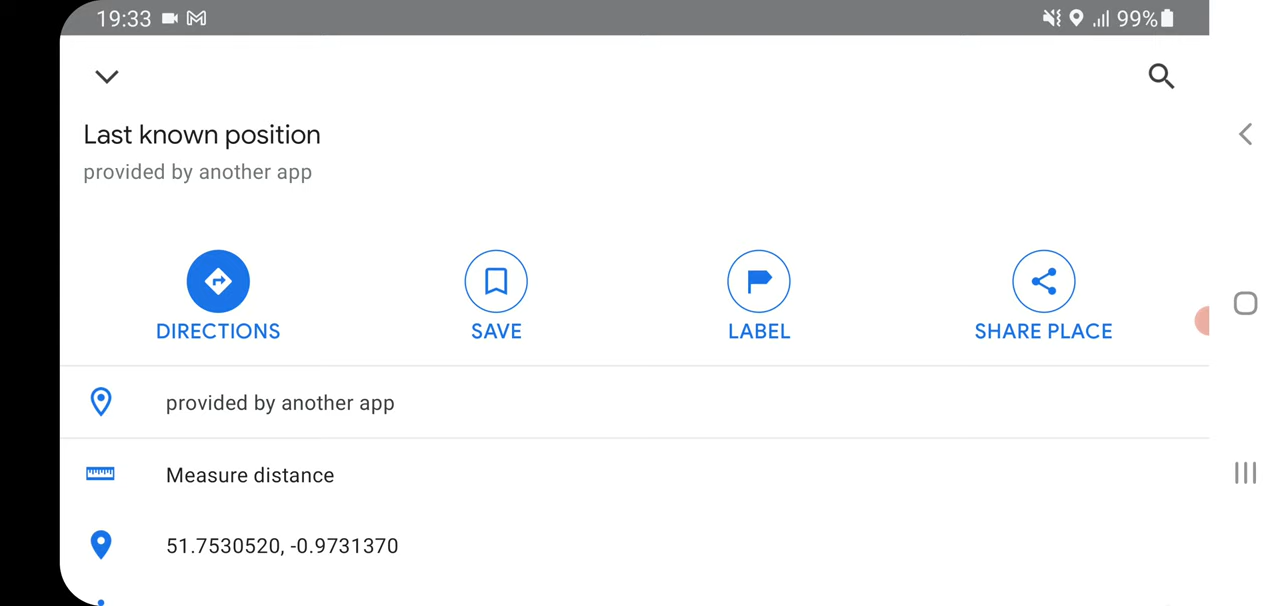 19:33 99%
Last known position
provided by another app
DIRECTIONS SAVE LABEL SHARE PLACE
provided by another app
Measure distance
51.7530520, -0.9731370